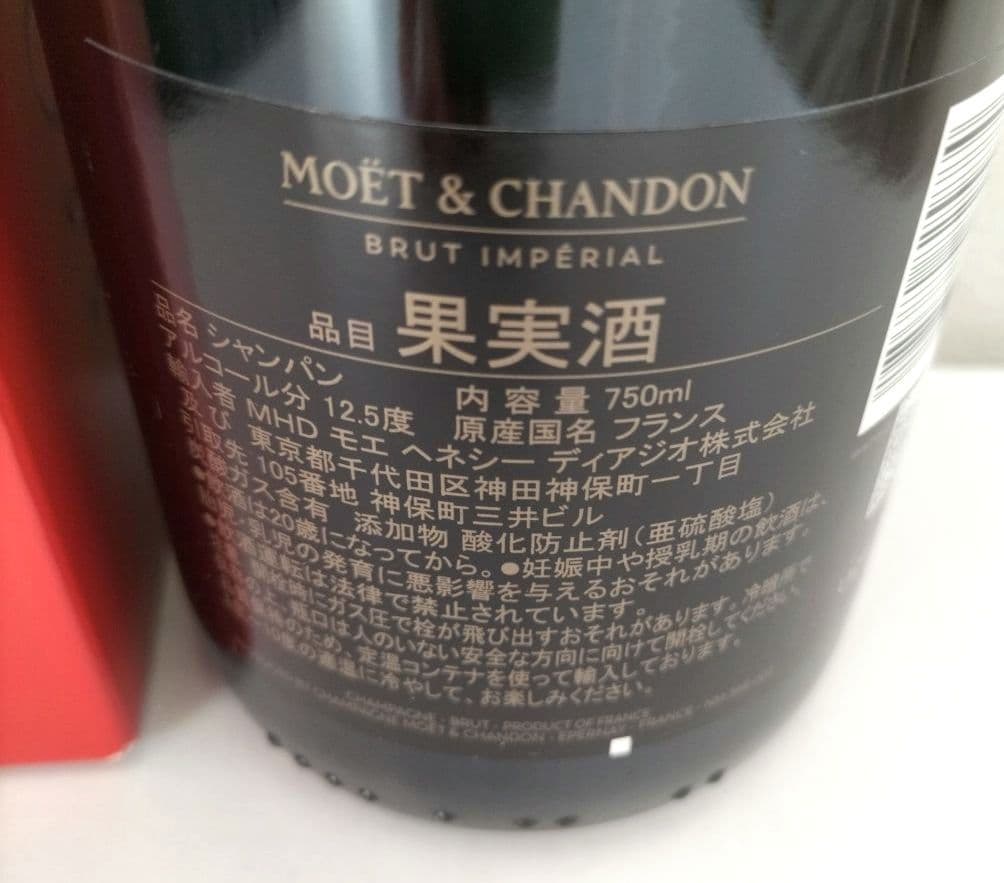 MOËT & CHANDON
BRUT IMPÉRIAL
品目 果実酒
品名 シャンパン 内容量 750ml
アルコール分 12.5度 原産国名 フランス
輸入者 MHD モエ ヘネシー ディアジオ株式会社
及び 東京都千代田区神田神保町一丁目
引取先 105番地 神保町三井ビル
ガス含有 添加物 酸化防止剤(亜硫酸塩)
は20歳になってから。●妊娠中や授乳期の飲酒は、
乳児の発育に悪影響を与えるおそれがあります。
運転は法律で禁止されています。
ガス圧で栓が飛び出すおそれがあります。
瓶口は人のいない安全な方向に向けて開栓してください。
のため、定温コンテナを使って輸入しております。
に冷やして、お楽しみください。
CHAMPAGNE · BRUT · PRODUCT OF FRANCE
CHAMPAGNE MOËT & CHANDON · EPERNAY · FRANCE